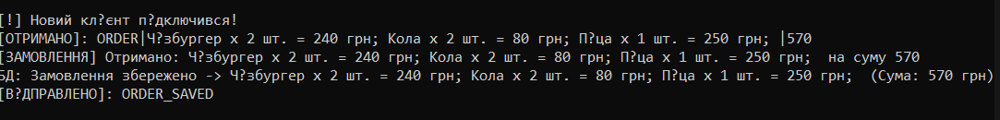 [!] Новий кл?єнт п?дключився!
[ОТРИМАНО]: ORDER|Ч?збургер x 2 шт. = 240 грн; Кола x 2 шт. = 80 грн; П?ца x 1 шт. = 250 грн; |570
[ЗАМОВЛЕННЯ] Отримано: Ч?збургер x 2 шт. = 240 грн; Кола x 2 шт. = 80 грн; П?ца x 1 шт. = 250 грн;  на суму 570
БД: Замовлення збережено -> Ч?збургер x 2 шт. = 240 грн; Кола x 2 шт. = 80 грн; П?ца x 1 шт. = 250 грн;  (Сума: 570 грн)
[В?ДПРАВЛЕНО]: ORDER_SAVED